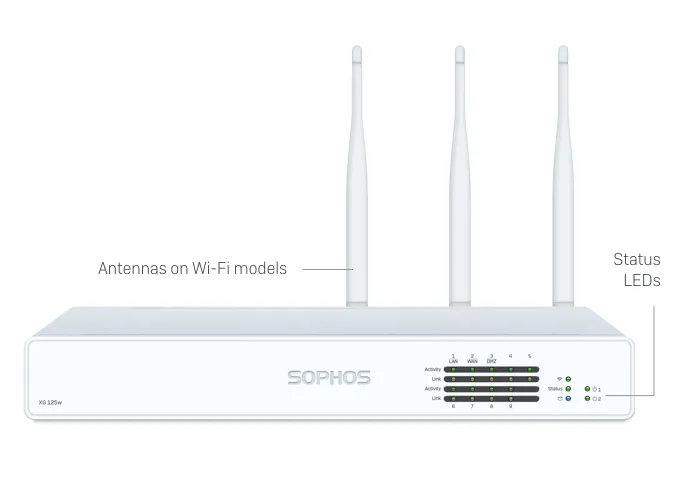 Antennas on Wi-Fi models
Status
LEDs
SOPHOS
XG 125w
1 2 3 4 5
LAN WAN DMZ
Activity
Link
Activity
Link
6 7 8 9
Status
1
2